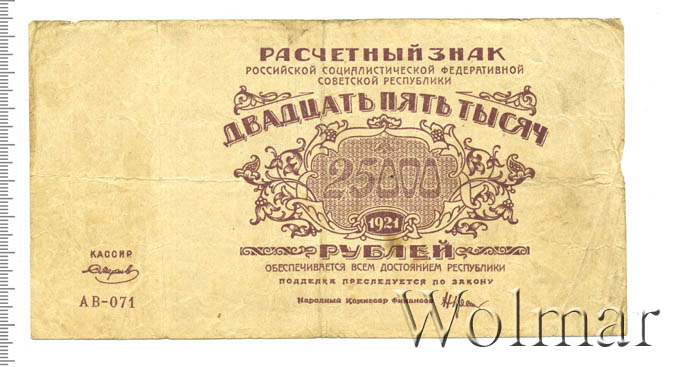 РАСЧЕТНЫЙ ЗНАК
РОССИЙСКОЙ СОЦИАЛИСТИЧЕСКОЙ ФЕДЕРАТИВНОЙ
СОВЕТСКОЙ РЕСПУБЛИКИ
ДВАДЦАТЬ ПЯТЬ ТЫСЯЧ
25000
1921
РУБЛЕЙ
ОБЕСПЕЧИВАЕТСЯ ВСЕМ ДОСТОЯНИЕМ РЕСПУБЛИКИ
ПОДДЕЛКА ПРЕСЛЕДУЕТСЯ ПО ЗАКОНУ
Народный Комиссар Финансов
КАССИР
АВ-071
Wolmar